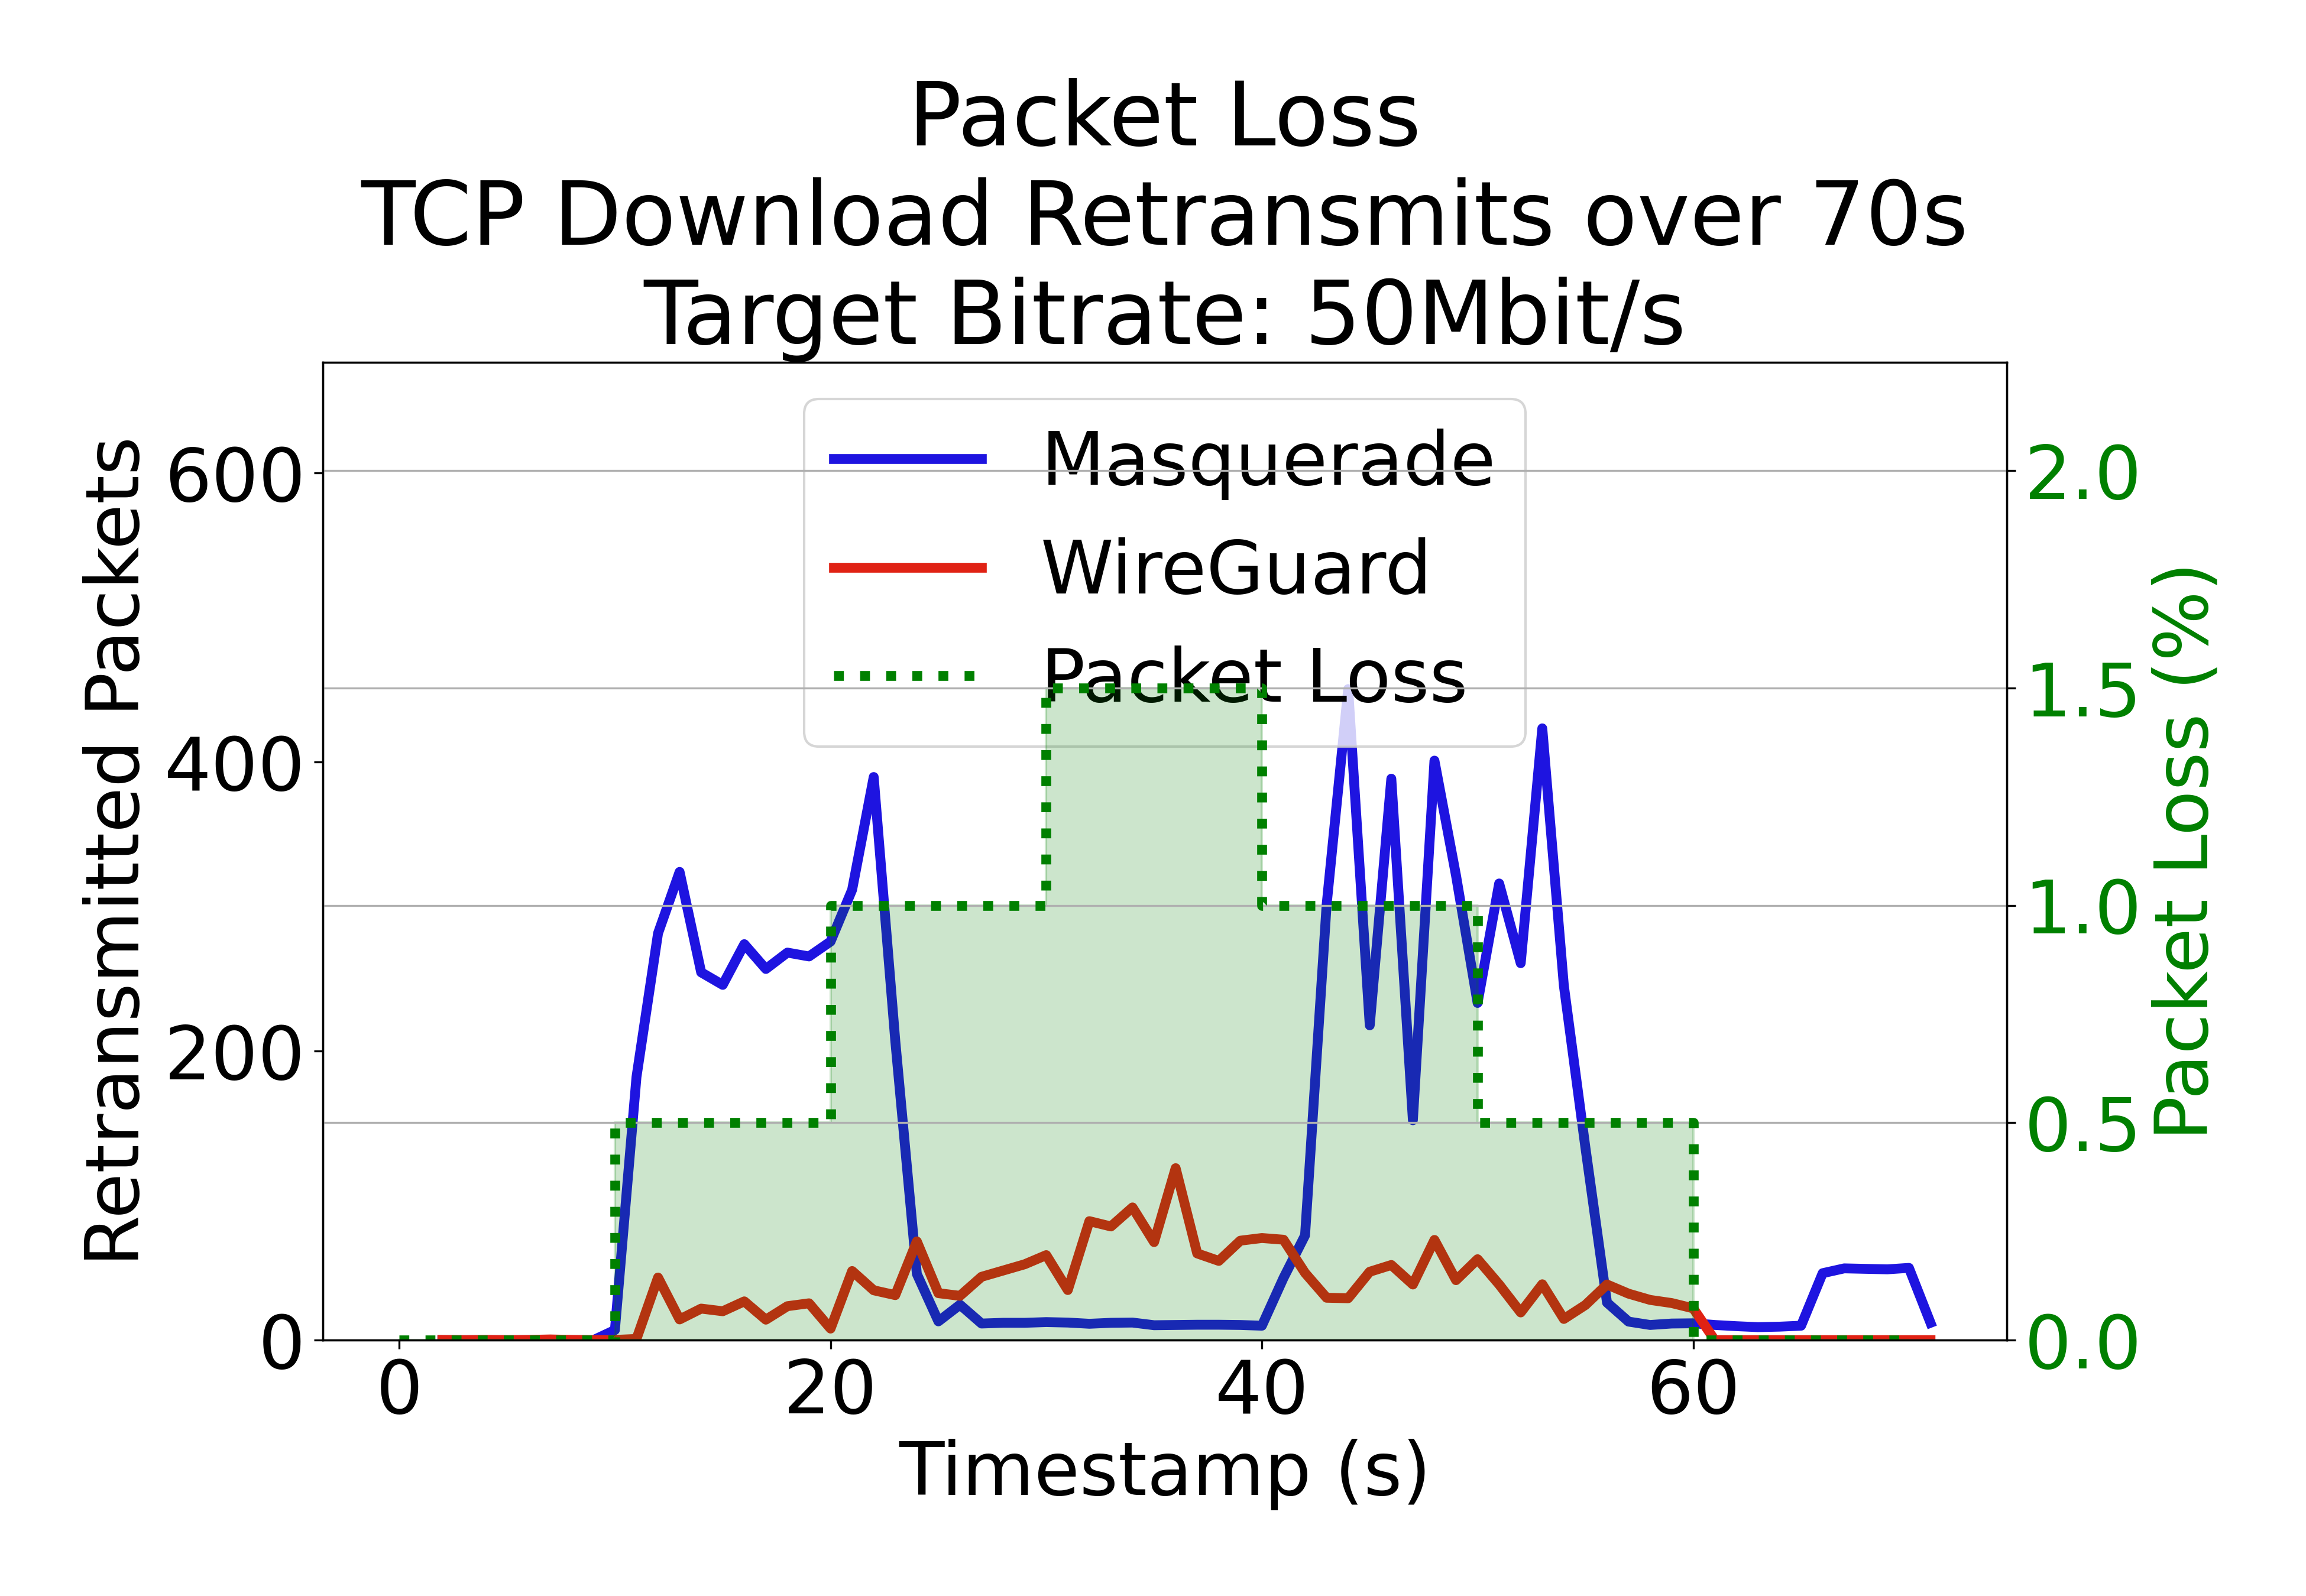 Packet Loss
TCP Download Retransmits over 70s
Target Bitrate: 50Mbit/s
Masquerade
WireGuard
Packet Loss
Retransmitted Packets
600
400
200
0
Packet Loss (%)
2.0
1.5
1.0
0.5
0.0
0 20 40 60
Timestamp (s)